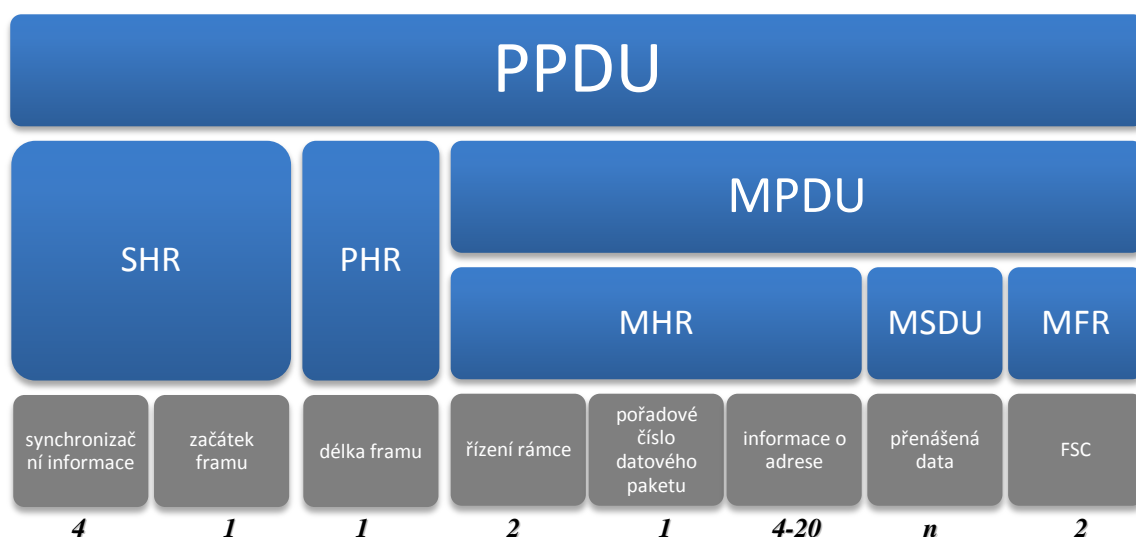 PPDU
SHR
PHR
MPDU
MHR
MSDU
MFR
synchronizač
ní informace
začátek
framu
délka framu
řízení rámce
pořadové
číslo
datového
paketu
informace o
adrese
přenášená
data
FSC
4 1 1 2 1 4-20 n 2